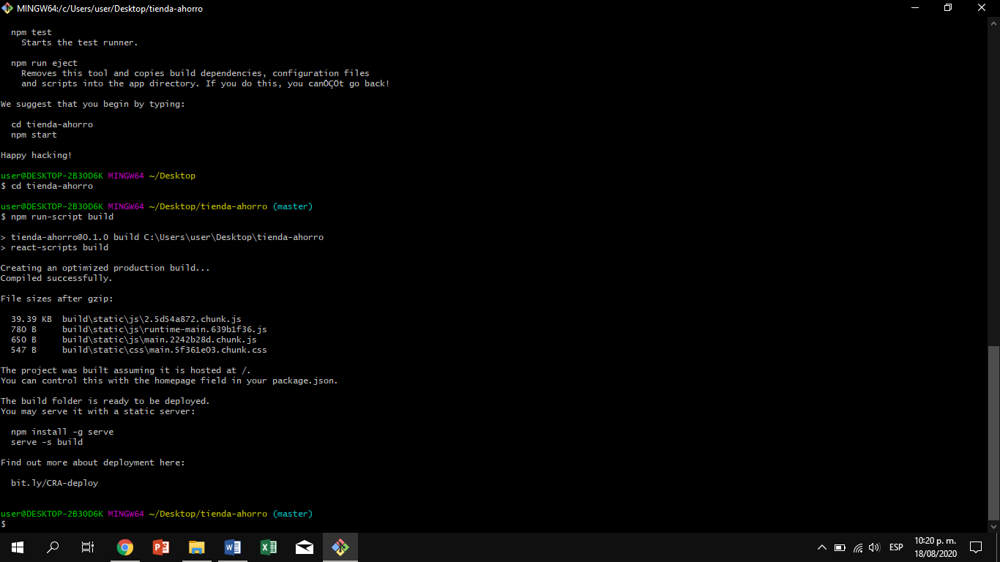 MINGW64:/c/Users/user/Desktop/tienda-ahorro
npm test
Starts the test runner.
npm run eject
Removes this tool and copies build dependencies, configuration files
and scripts into the app directory. If you do this, you canÔÇÖt go back!
We suggest that you begin by typing:
cd tienda-ahorro
npm start
Happy hacking!
user@DESKTOP-2B3OD6K MINGW64 ~/Desktop
$ cd tienda-ahorro
user@DESKTOP-2B3OD6K MINGW64 ~/Desktop/tienda-ahorro (master)
$ npm run-script build
> tienda-ahorro@0.1.0 build C:\Users\user\Desktop\tienda-ahorro
> react-scripts build
Creating an optimized production build...
Compiled successfully.
File sizes after gzip:
39.39 KB build\static\js\2.5d54a872.chunk.js
780 B build\static\js\runtime-main.639b1f36.js
650 B build\static\js\main.2242b28d.chunk.js
547 B build\static\css\main.5f361e03.chunk.css
The project was built assuming it is hosted at /.
You can control this with the homepage field in your package.json.
The build folder is ready to be deployed.
You may serve it with a static server:
npm install -g serve
serve -s build
Find out more about deployment here:
bit.ly/CRA-deploy
user@DESKTOP-2B3OD6K MINGW64 ~/Desktop/tienda-ahorro (master)
$
ESP
10:20 p. m.
18/08/2020